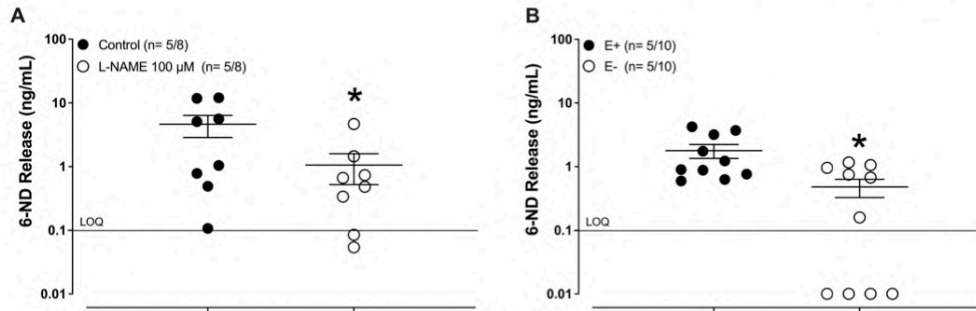 A
6-ND Release (ng/mL)
100
10
1
0.1
0.01
Control (n= 5/8)
L-NAME 100 µM (n= 5/8)
*
LOQ
B
6-ND Release (ng/mL)
100
10
1
0.1
0.01
E+ (n= 5/10)
E- (n= 5/10)
*
LOQ